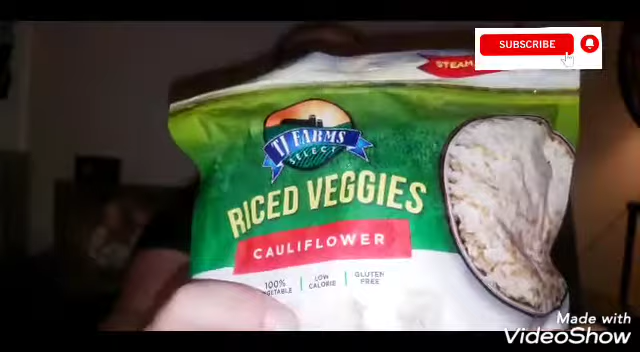 SUBSCRIBE
STEAM
TJ FARMS
SELECT
RICED VEGGIES
CAULIFLOWER
100%
LOW
CALORIE
GLUTEN
FREE
Made with
VideoShow